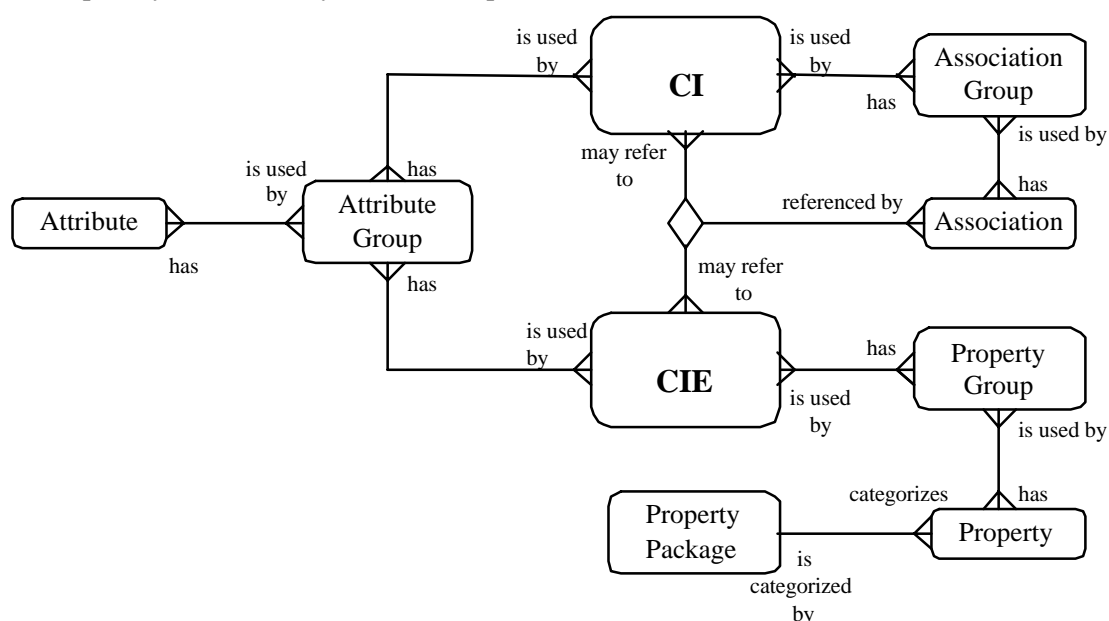 is used
by
CI
is used
by
has
Association
Group
is used by
has
Association
may refer
to
referenced by
may refer
to
Attribute
has
is used
by
has
Attribute
Group
has
is used
by
CIE
has
is used
by
Property
Group
is used by
categorizes
has
Property
Property
Package
is
categorized
by